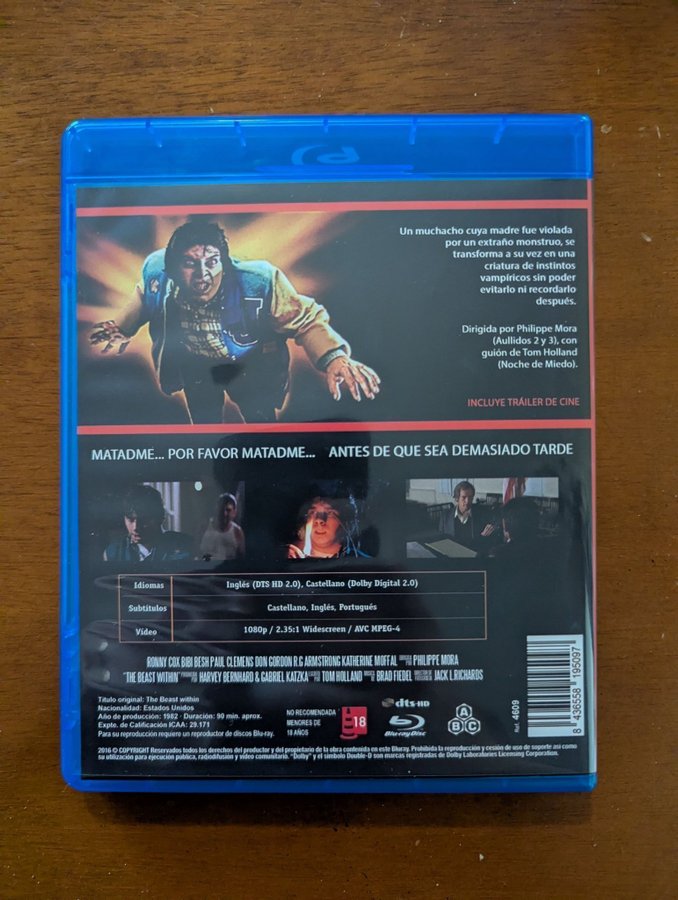 Un muchacho cuya madre fue violada
por un extraño monstruo, se
transforma a su vez en una
criatura de instintos
vampíricos sin poder
evitarlo ni recordarlo
después.
Dirigida por Philippe Mora
(Aullidos 2 y 3), con
guión de Tom Holland
(Noche de Miedo).
INCLUYE TRÁILER DE CINE
MATADME... POR FAVOR MATADME... ANTES DE QUE SEA DEMASIADO TARDE
Idiomas Inglés (DTS HD 2.0), Castellano (Dolby Digital 2.0)
Subtítulos Castellano, Inglés, Portugués
Vídeo 1080p / 2.35:1 Widescreen / AVC MPEG-4
RONNY COX BIBI BESH PAUL CLEMENS DON GORDON R.G ARMSTRONG KATHERINE MOFFAL PHILIPPE MORA
"THE BEAST WITHIN" HARVEY BERNHARD & GABRIEL KATZKA TOM HOLLAND BRAD FIEDEL JACK L.RICHARDS
Título original: The Beast within
Nacionalidad: Estados Unidos
Año de producción: 1982 - Duración: 90 min. aprox.
Expte. de Calificación ICAA: 29.171
Para su reproducción requiere un reproductor de discos Blu-ray.
NO RECOMENDADA
MENORES DE
18 AÑOS
18
dts-HD
Blu-ray Disc
A
B C
Ref. 4609
8 436558 195097
2016 © COPYRIGHT Reservados todos los derechos del productor y del propietario de la obra contenida en este Bluray. Prohibida la reproducción y cesión de uso de soporte así como
su utilización para ejecución pública, radiodifusión y vídeo comunitario. "Dolby" y el símbolo Double-D son marcas registradas de Dolby Laboratories Licensing Corporation.